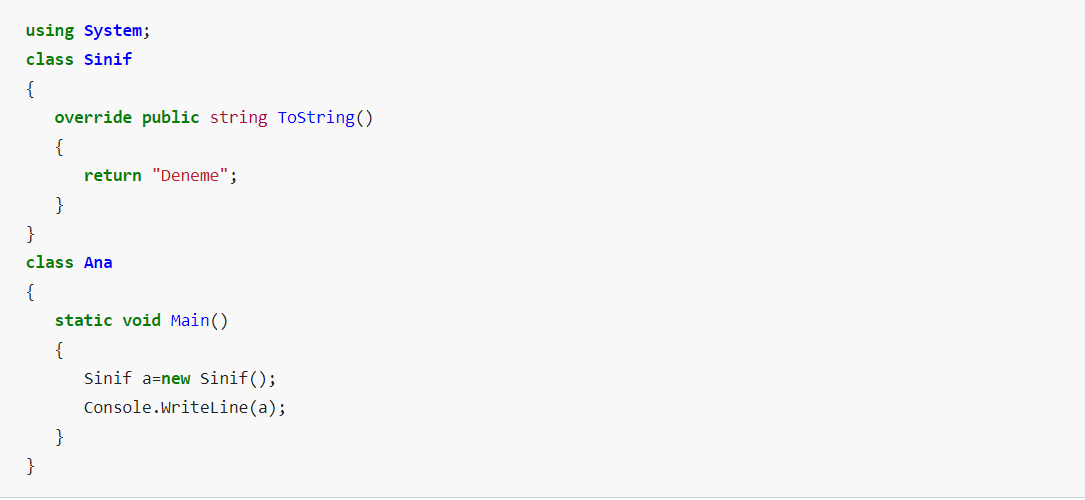 using System;
class Sinif
{
   override public string ToString()
   {
      return "Deneme";
   }
}
class Ana
{
   static void Main()
   {
      Sinif a=new Sinif();
      Console.WriteLine(a);
   }
}